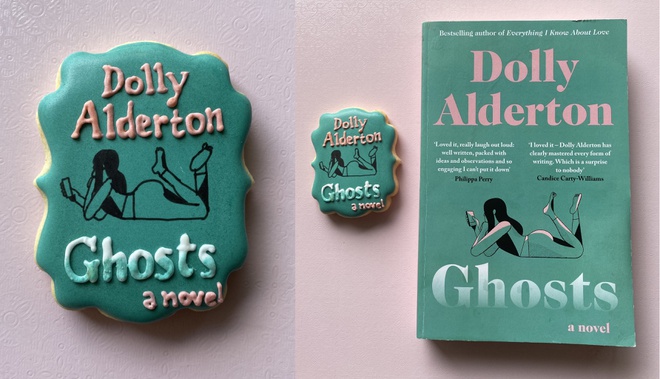 Dolly
Alderton
Ghosts
a novel
Dolly
Alderton
Ghosts
a novel
Bestselling author of Everything I Know About Love
Dolly
Alderton
'I loved it, really laugh out loud:
well written, packed with
ideas and observations and so
engaging I can't put it down'
Philippa Perry
'I loved it – Dolly Alderton has
clearly mastered every form of
writing. Which is a surprise
to nobody'
Candice Carty-Williams
Ghosts
a novel